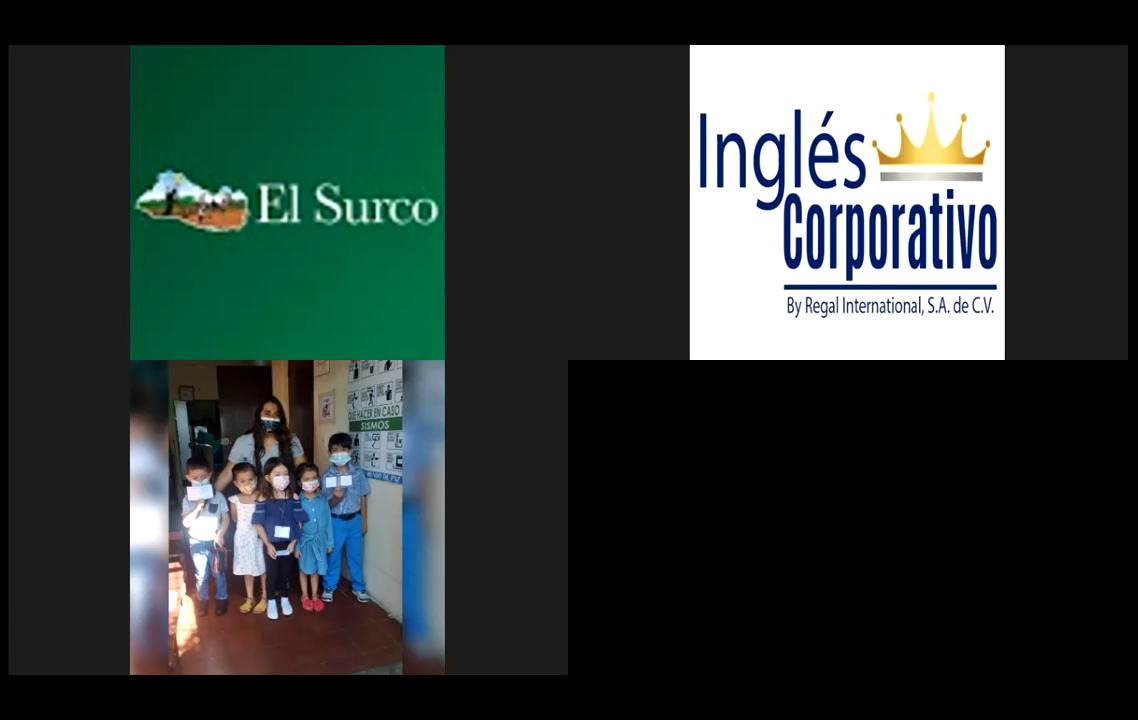 El Surco
Inglés
Corporativo
By Regal International, S.A. de C.V.
QUE HACER EN CASO
SISMOS